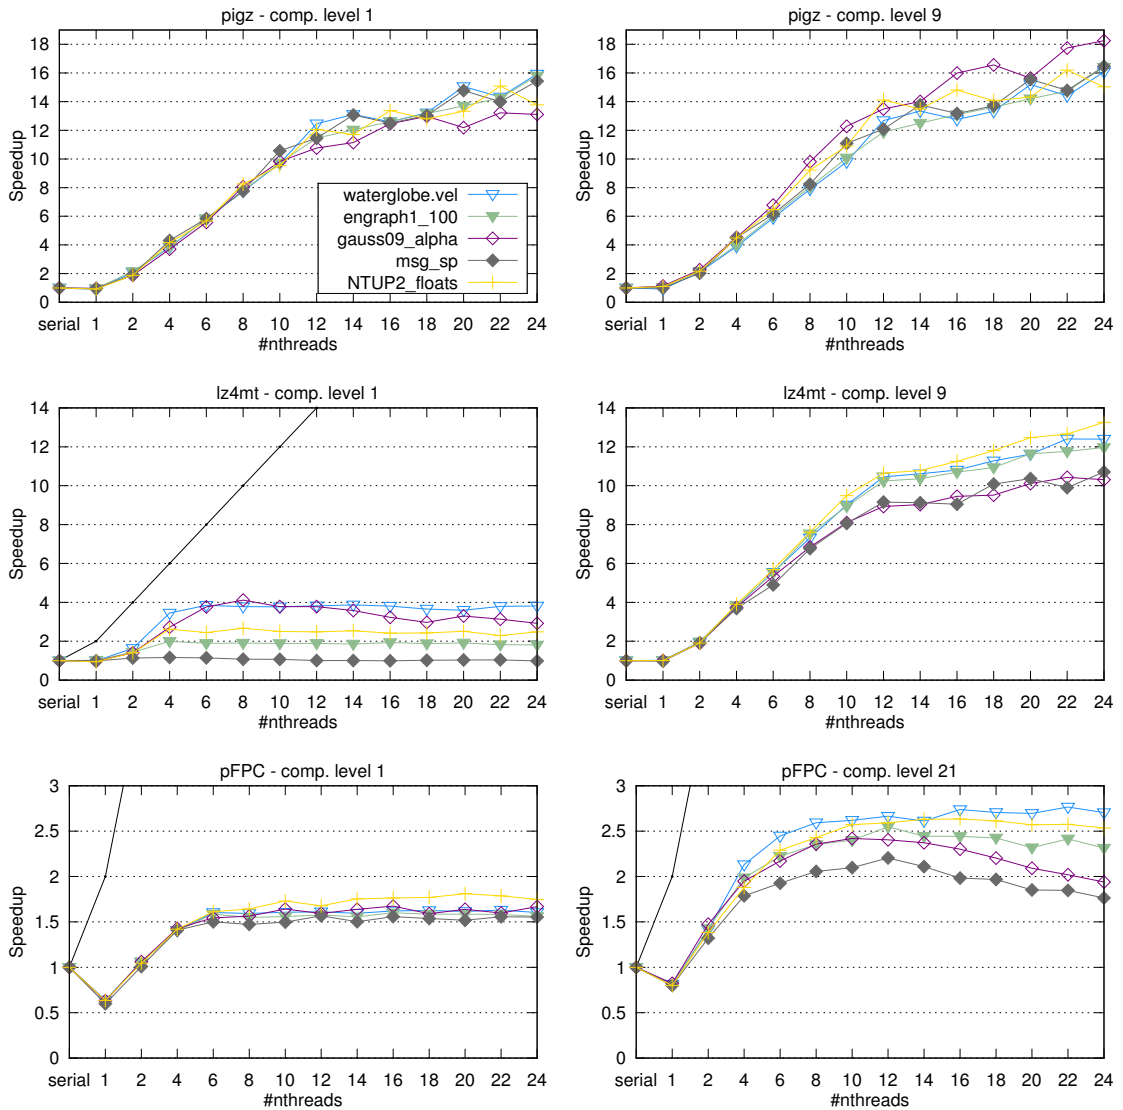 pigz - comp. level 1
18
16
14
12
10
8
6
4
2
0
Speedup
waterglobe.vel
engraph1_100
gauss09_alpha
msg_sp
NTUP2_floats
serial 1 2 4 6 8 10 12 14 16 18 20 22 24
#nthreads
pigz - comp. level 9
18
16
14
12
10
8
6
4
2
0
Speedup
serial 1 2 4 6 8 10 12 14 16 18 20 22 24
#nthreads
lz4mt - comp. level 1
14
12
10
8
6
4
2
0
Speedup
serial 1 2 4 6 8 10 12 14 16 18 20 22 24
#nthreads
lz4mt - comp. level 9
14
12
10
8
6
4
2
0
Speedup
serial 1 2 4 6 8 10 12 14 16 18 20 22 24
#nthreads
pFPC - comp. level 1
3
2.5
2
1.5
1
0.5
0
Speedup
serial 1 2 4 6 8 10 12 14 16 18 20 22 24
#nthreads
pFPC - comp. level 21
3
2.5
2
1.5
1
0.5
0
Speedup
serial 1 2 4 6 8 10 12 14 16 18 20 22 24
#nthreads